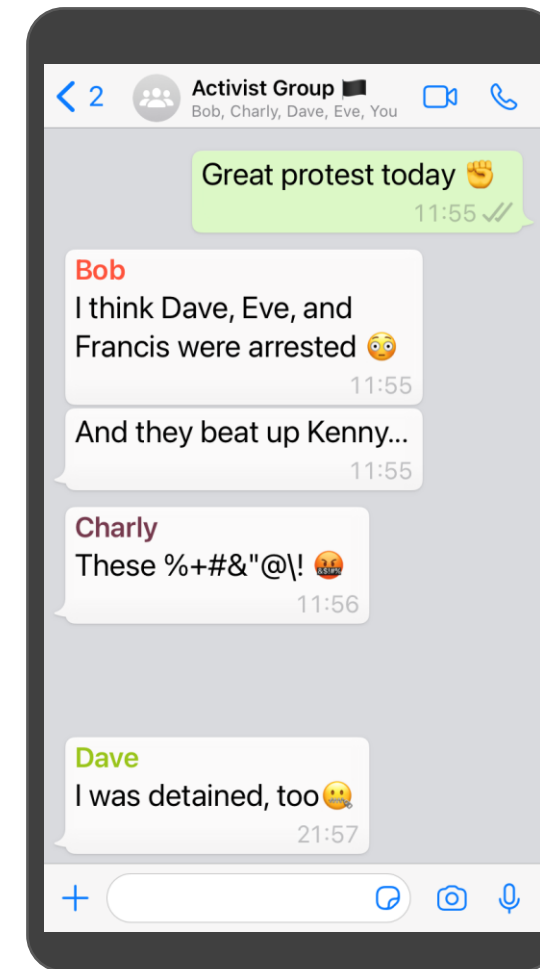 2
Activist Group 🏴
Bob, Charly, Dave, Eve, You
Great protest today ✊
11:55
Bob
I think Dave, Eve, and
Francis were arrested 😳
11:55
And they beat up Kenny...
11:55
Charly
These %+#&"@\! 🤬
11:56
Dave
I was detained, too🤐
21:57